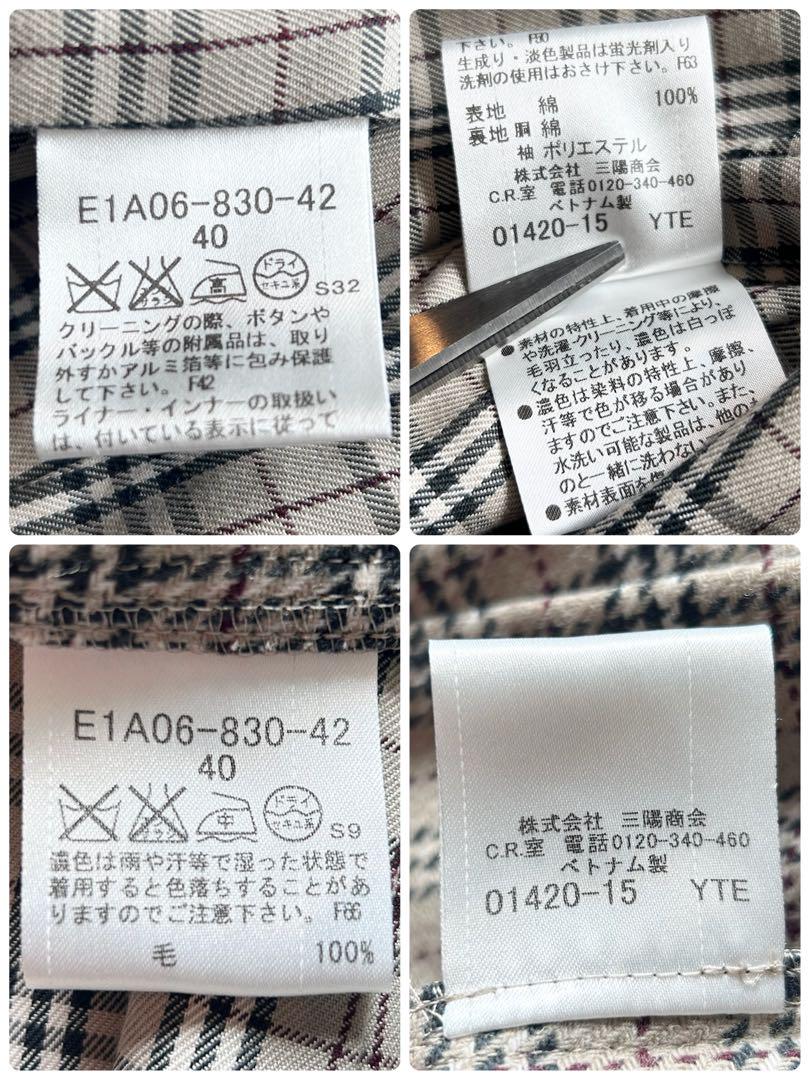 E1A06-830-42
40
高 ドライ セキユ系 S32
クリーニングの際、ボタンや
バックル等の附属品は、取り
外すかアルミ箔等に包み保護
して下さい。 F42
ライナー・インナーの取扱い
は、付いている表示に従って
下さい。 F90
生成り・淡色製品は蛍光剤入り
洗剤の使用はおさけ下さい。F63
表地 綿 100%
裏地 胴 綿
袖 ポリエステル
株式会社 三陽商会
C.R.室 電話0120-340-460
ベトナム製
01420-15 YTE
●素材の特性上、着用中の摩擦
や洗濯・クリーニング等により、
毛羽立ったり、濃色は白っぽ
くなることがあります。
●濃色は染料の特性上、摩擦、
汗等で色が移る場合があり
ますのでご注意下さい。また、
水洗い可能な製品は、他のも
のと一緒に洗わない
●素材表面を
E1A06-830-42
40
中 ドライ セキユ系 S9
濃色は雨や汗等で湿った状態で
着用すると色落ちすることがあ
りますのでご注意下さい。 F66
毛 100%
株式会社 三陽商会
C.R.室 電話0120-340-460
ベトナム製
01420-15 YTE